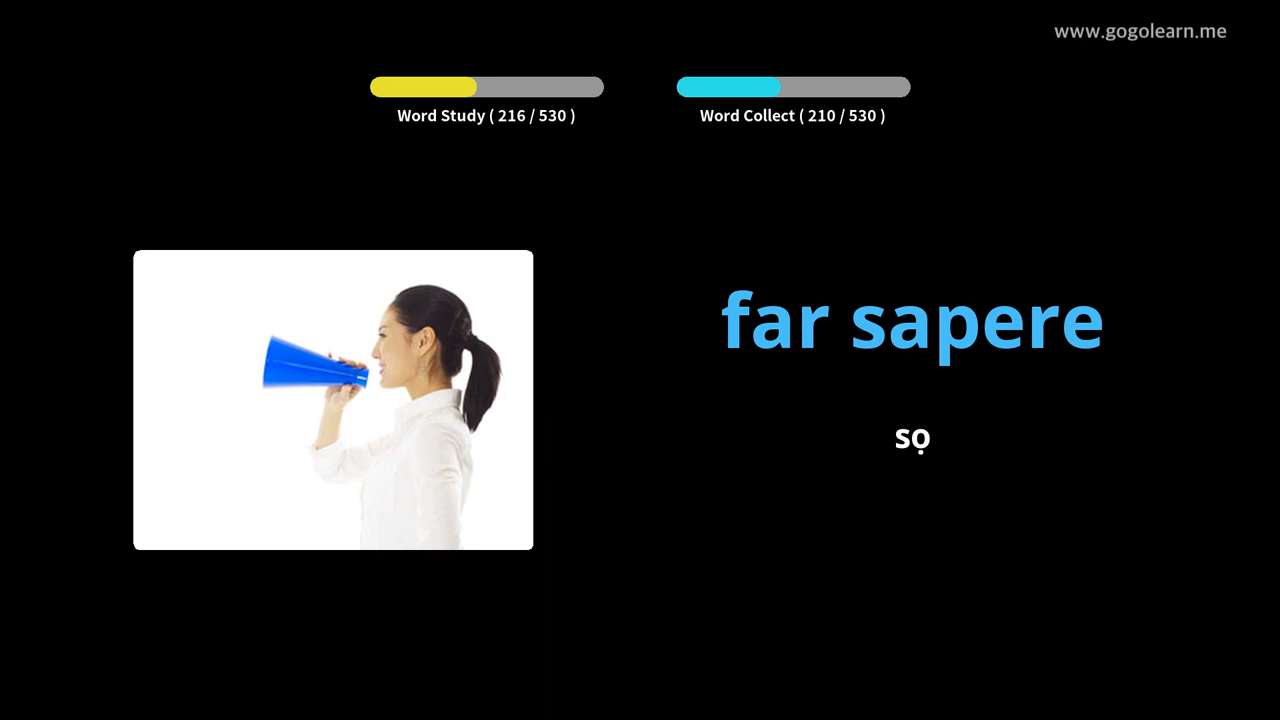 www.gogolearn.me
Word Study ( 216 / 530 )
Word Collect ( 210 / 530 )
far sapere
sọ